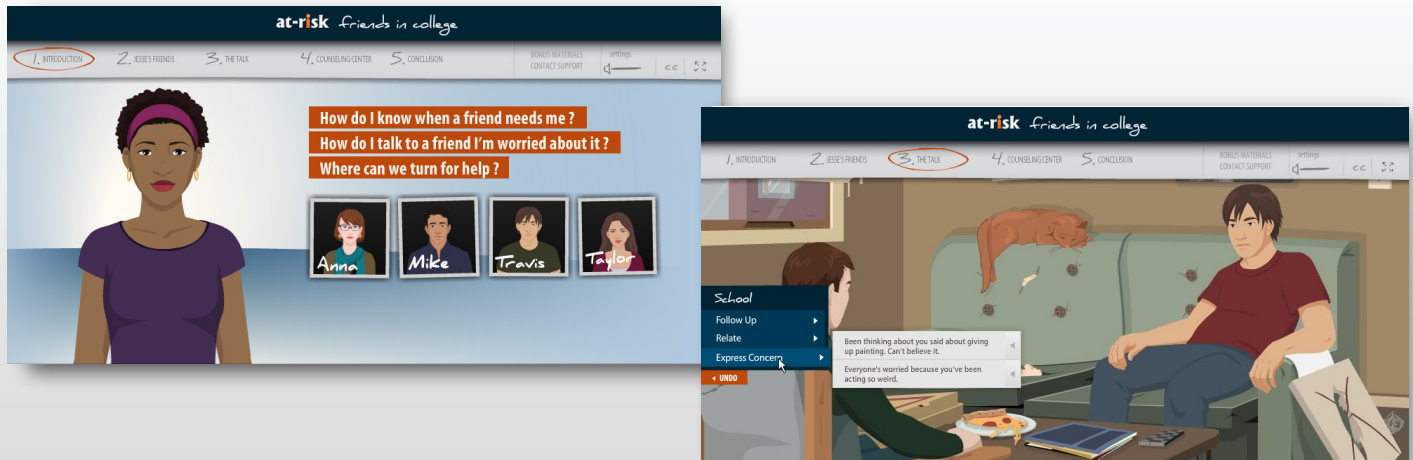 at-risk friends in college
1. INTRODUCTION
2. JESSE'S FRIENDS
3. THE TALK
4. COUNSELING CENTER
5. CONCLUSION
BONUS MATERIALS
CONTACT SUPPORT
settings
cc
How do I know when a friend needs me ?
How do I talk to a friend I'm worried about it ?
Where can we turn for help ?
Anna
Mike
Travis
Taylor
at-risk friends in college
1. INTRODUCTION
2. JESSE'S FRIENDS
3. THE TALK
4. COUNSELING CENTER
5. CONCLUSION
BONUS MATERIALS
CONTACT SUPPORT
settings
cc
School
Follow Up
Relate
Express Concern
UNDO
Been thinking about you said about giving
up painting. Can't believe it.
Everyone's worried because you've been
acting so weird.